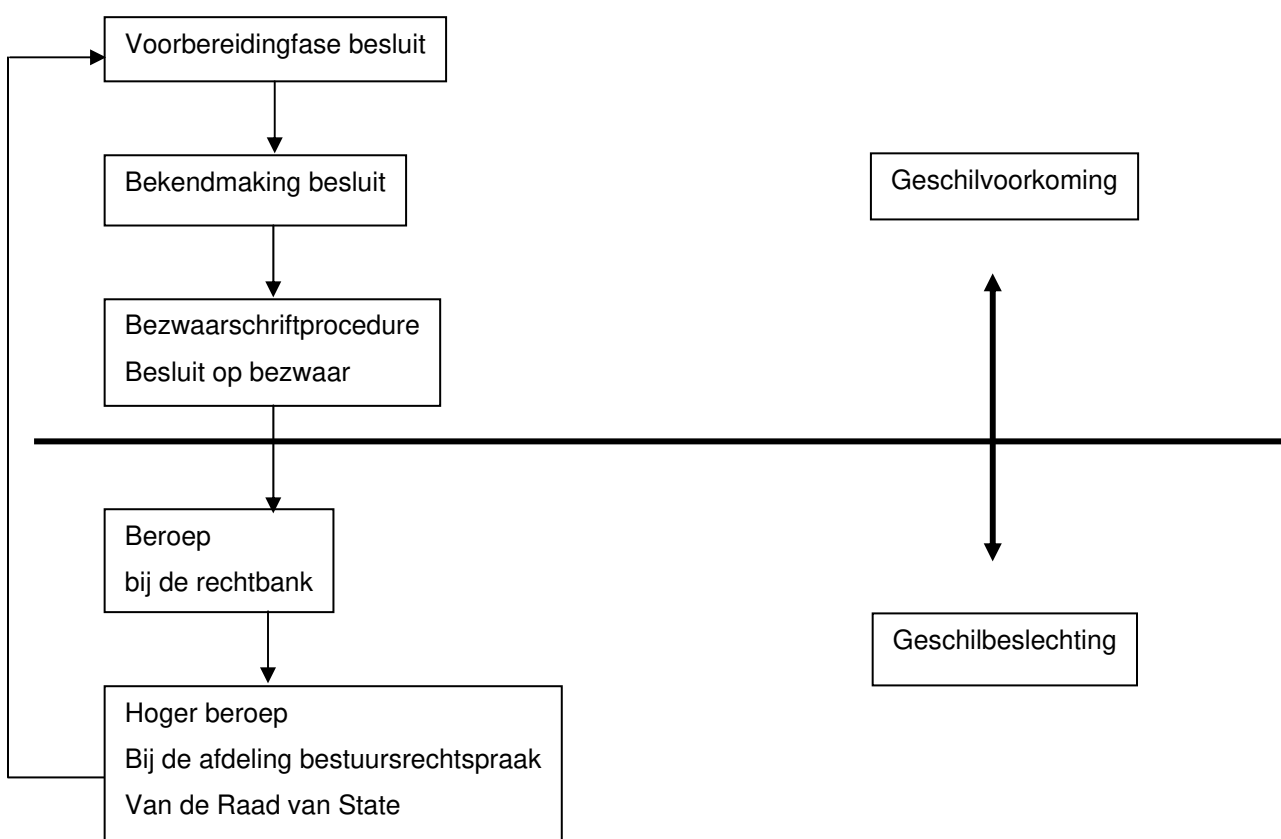 Voorbereidingfase besluit
Bekendmaking besluit
Geschilvoorkoming
Bezwaarschriftprocedure
Besluit op bezwaar
Beroep
bij de rechtbank
Geschilbeslechting
Hoger beroep
Bij de afdeling bestuursrechtspraak
Van de Raad van State